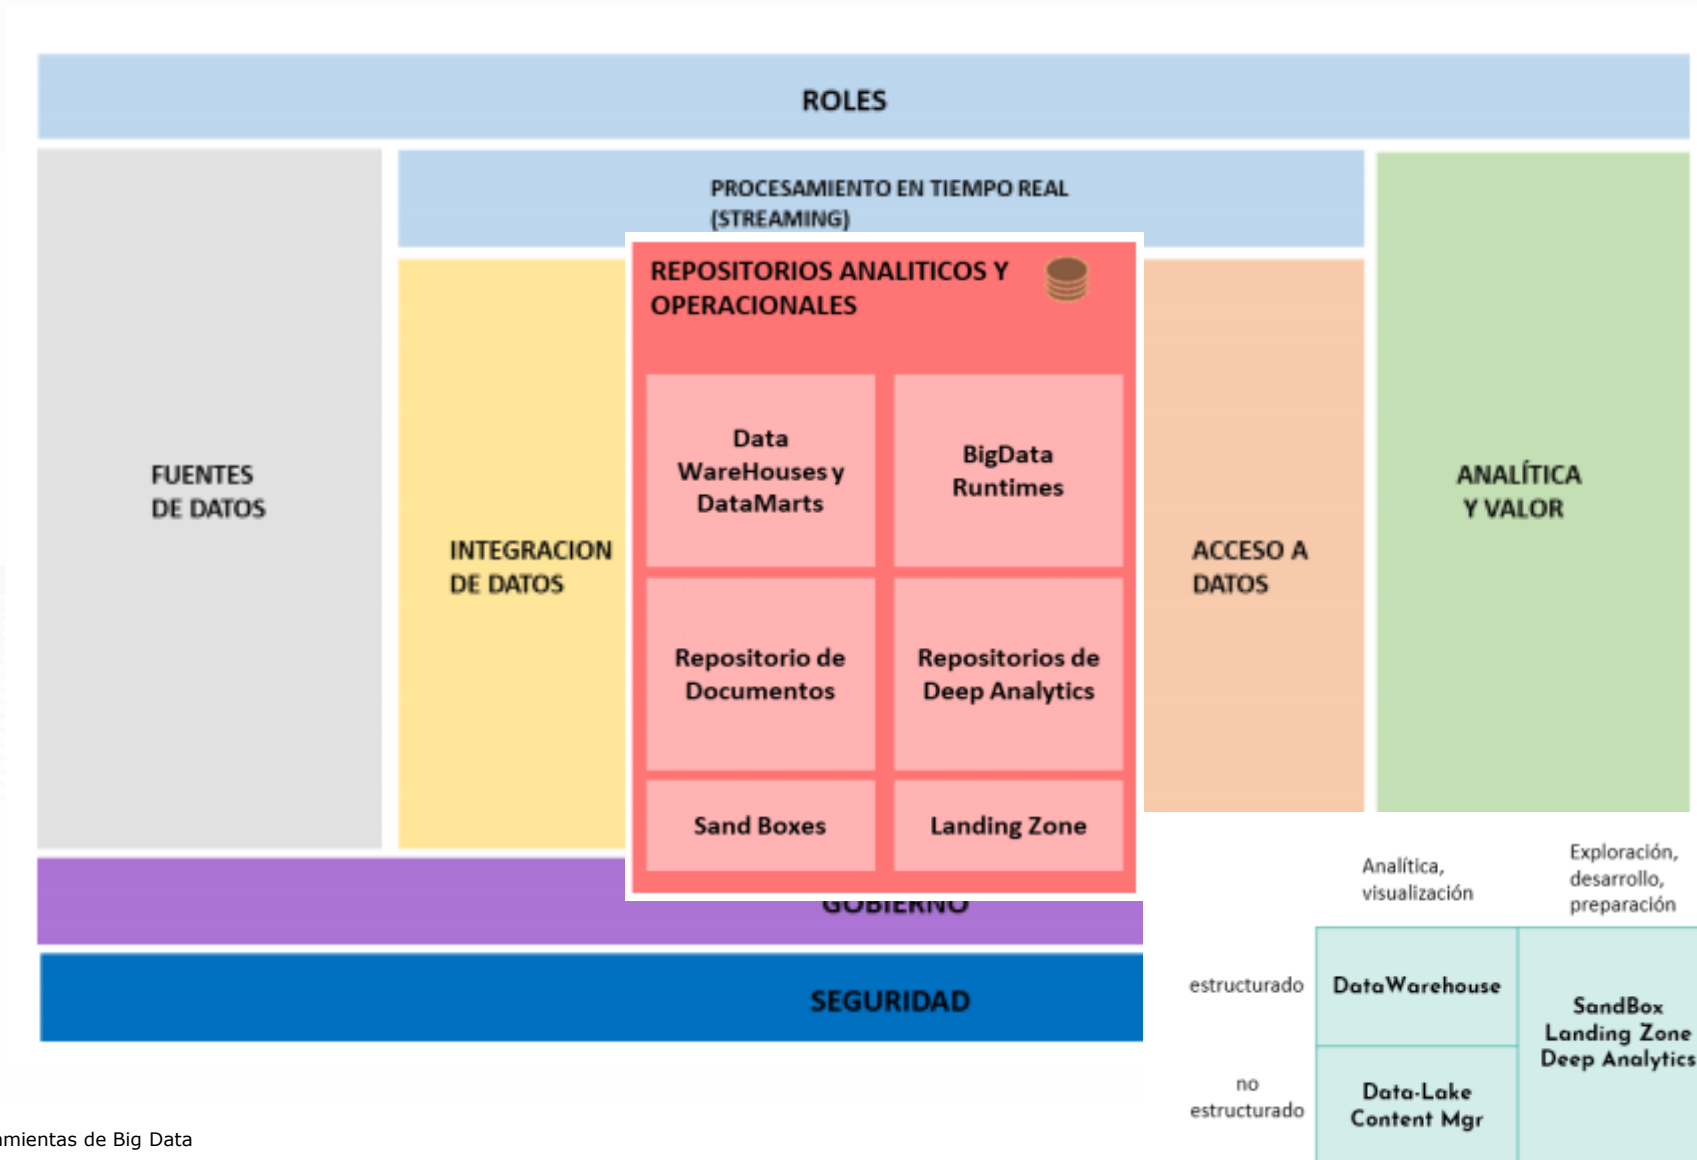 ROLES
PROCESAMIENTO EN TIEMPO REAL
(STREAMING)
FUENTES
DE DATOS
INTEGRACION
DE DATOS
REPOSITORIOS ANALITICOS Y
OPERACIONALES
Data
WareHouses y
DataMarts
BigData
Runtimes
Repositorio de
Documentos
Repositorios de
Deep Analytics
Sand Boxes
Landing Zone
ACCESO A
DATOS
ANALÍTICA
Y VALOR
GOBIERNO
SEGURIDAD
Analítica,
visualización
Exploración,
desarrollo,
preparación
estructurado
DataWarehouse
SandBox
Landing Zone
Deep Analytics
no
estructurado
Data-Lake
Content Mgr
amientas de Big Data